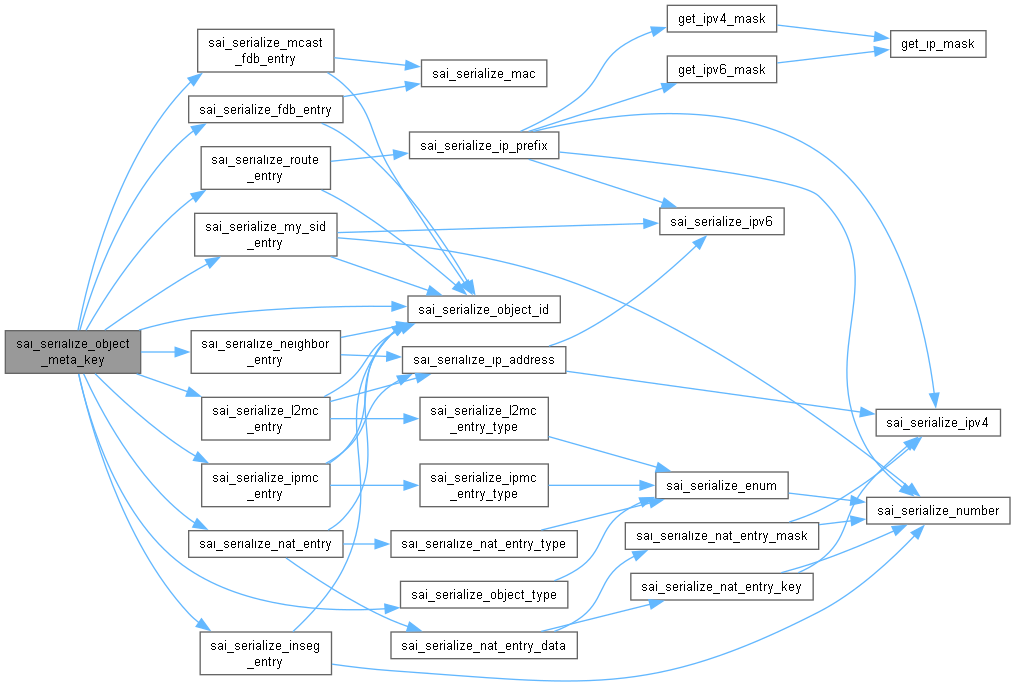 sai_serialize_object
_meta_key
sai_serialize_mcast
_fdb_entry
sai_serialize_fdb_entry
sai_serialize_route
_entry
sai_serialize_my_sid
_entry
sai_serialize_neighbor
_entry
sai_serialize_l2mc
_entry
sai_serialize_ipmc
_entry
sai_serialize_nat_entry
sai_serialize_inseg
_entry
sai_serialize_mac
sai_serialize_ip_prefix
sai_serialize_object_id
sai_serialize_ip_address
sai_serialize_l2mc
_entry_type
sai_serialize_ipmc
_entry_type
sai_serialize_nat_entry_type
sai_serialize_object_type
sai_serialize_nat_entry_data
get_ipv4_mask
get_ipv6_mask
sai_serialize_ipv6
sai_serialize_enum
sai_serialize_nat_entry_mask
sai_serialize_nat_entry_key
get_ip_mask
sai_serialize_ipv4
sai_serialize_number